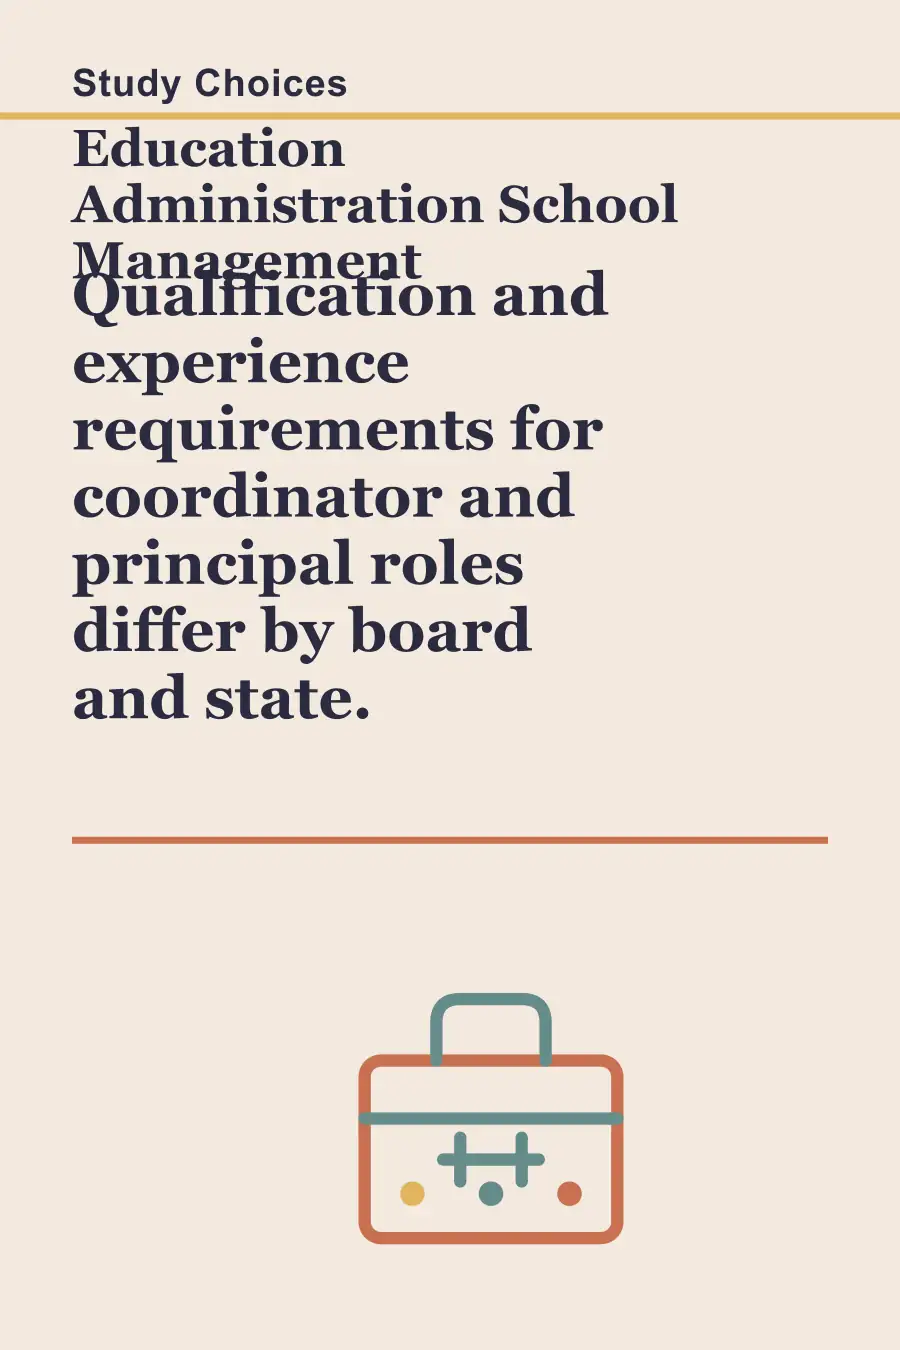 Study Choices
Education
Administration School
Management
Qualification and
experience
requirements for
coordinator and
principal roles
differ by board
and state.